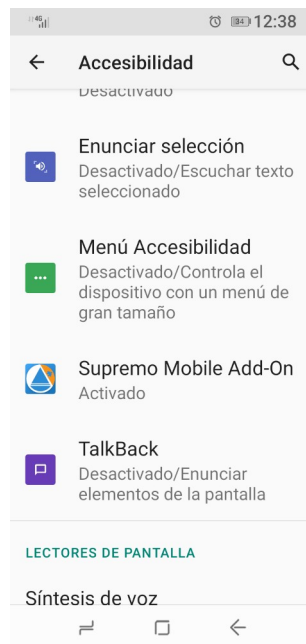 4G 84 12:38
Accesibilidad
Desactivado
Enunciar selección
Desactivado/Escuchar texto
seleccionado
Menú Accesibilidad
Desactivado/Controla el
dispositivo con un menú de
gran tamaño
Supremo Mobile Add-On
Activado
TalkBack
Desactivado/Enunciar
elementos de la pantalla
LECTORES DE PANTALLA
Síntesis de voz